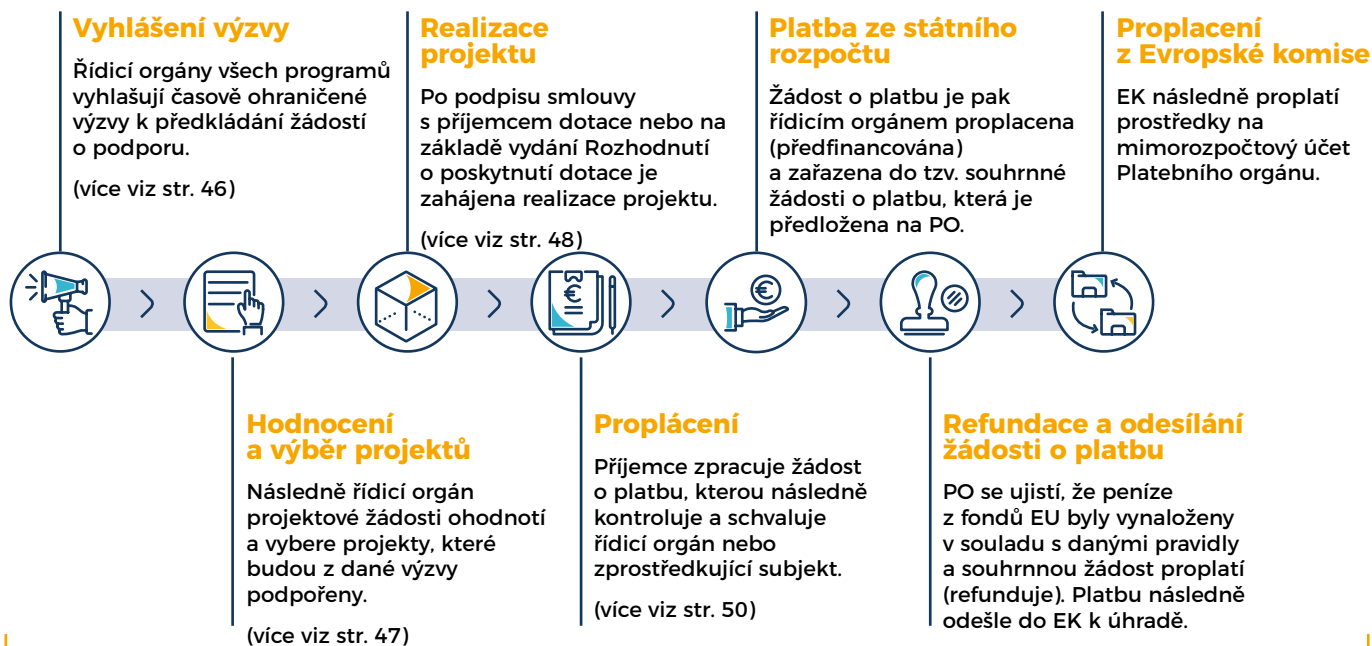 Vyhlášení výzvy
Řídicí orgány všech programů
vyhlašují časově ohraničené
výzvy k předkládání žádostí
o podporu.
(více viz str. 46)
Realizace
projektu
Po podpisu smlouvy
s příjemcem dotace nebo na
základě vydání Rozhodnutí
o poskytnutí dotace je
zahájena realizace projektu.
(více viz str. 48)
Platba ze státního
rozpočtu
Žádost o platbu je pak
řídicím orgánem proplacena
(předfinancována)
a zařazena do tzv. souhrnné
žádosti o platbu, která je
předložena na PO.
Proplacení
z Evropské komise
EK následně proplatí
prostředky na
mimorozpočtový účet
Platebního orgánu.
Hodnocení
a výběr projektů
Následně řídicí orgán
projektové žádosti ohodnotí
a vybere projekty, které
budou z dané výzvy
podpořeny.
(více viz str. 47)
Proplácení
Příjemce zpracuje žádost
o platbu, kterou následně
kontroluje a schvaluje
řídicí orgán nebo
zprostředkující subjekt.
(více viz str. 50)
Refundace a odesílání
žádosti o platbu
PO se ujistí, že peníze
z fondů EU byly vynaloženy
v souladu s danými pravidly
a souhrnnou žádost proplatí
(refunduje). Platbu následně
odešle do EK k úhradě.